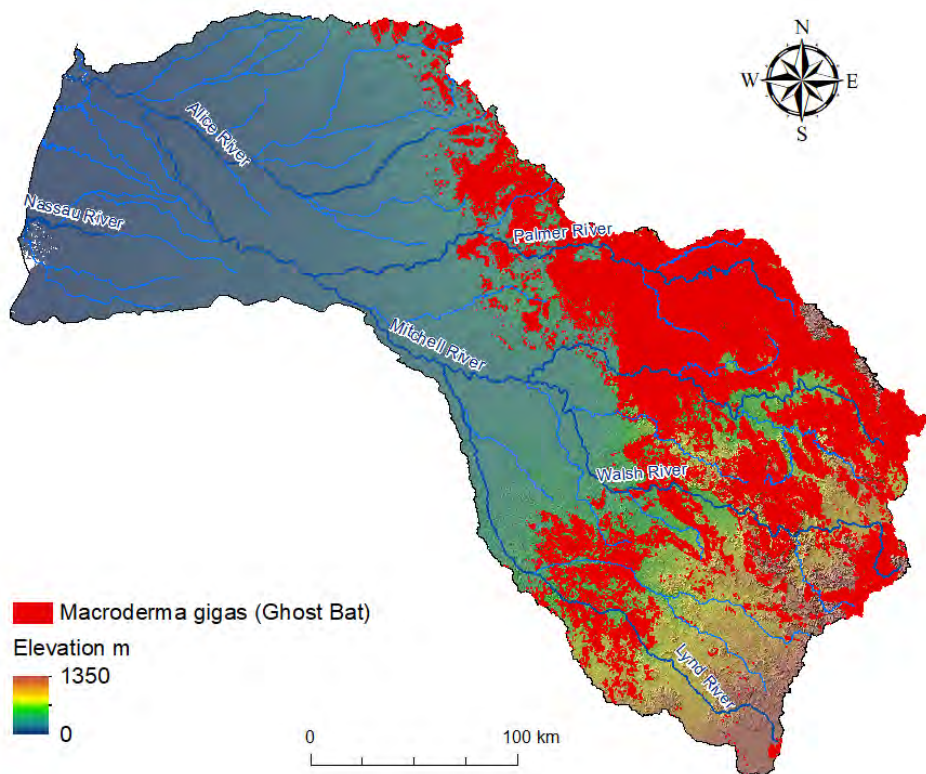 N
W E
S
Alice River
Nassau River
Palmer River
Mitchell River
Walsh River
Lynd River
Macroderma gigas (Ghost Bat)
Elevation m
1350
0
0 100 km